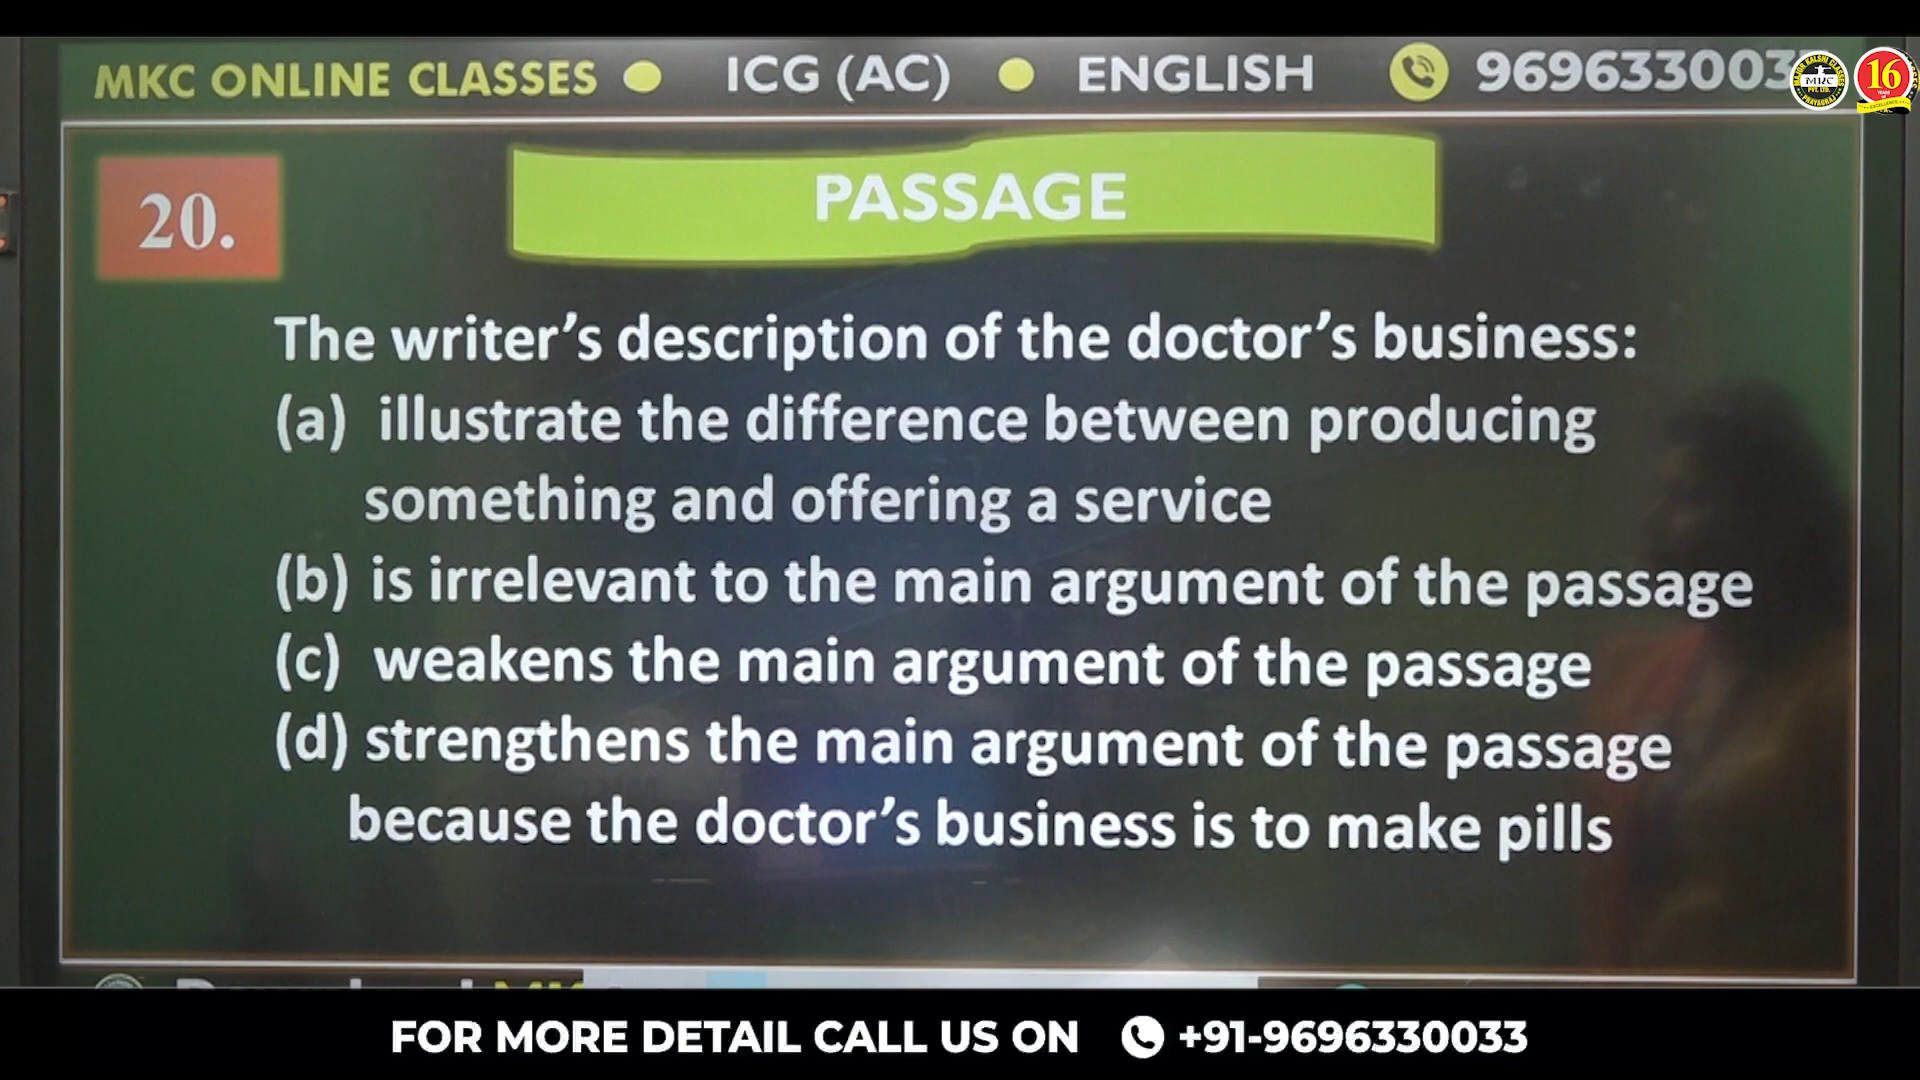 MKC ONLINE CLASSES ● ICG (AC) ● ENGLISH 969633003
16
20.
PASSAGE
The writer's description of the doctor's business:
(a) illustrate the difference between producing
something and offering a service
(b) is irrelevant to the main argument of the passage
(c) weakens the main argument of the passage
(d) strengthens the main argument of the passage
because the doctor's business is to make pills
FOR MORE DETAIL CALL US ON +91-9696330033